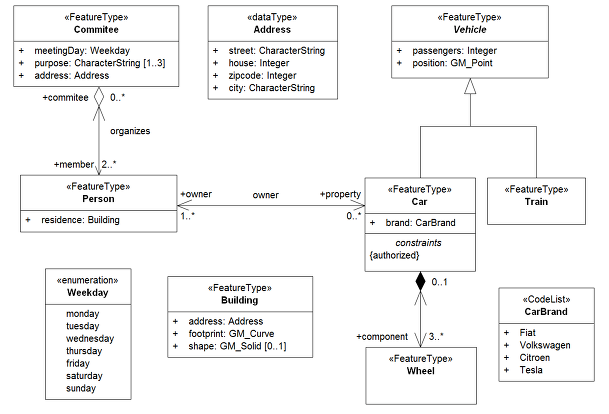 «FeatureType»
Commitee
+ meetingDay: Weekday
+ purpose: CharacterString [1..3]
+ address: Address
«dataType»
Address
+ street: CharacterString
+ house: Integer
+ zipcode: Integer
+ city: CharacterString
«FeatureType»
Vehicle
+ passengers: Integer
+ position: GM_Point
+commitee
0..*
organizes
+member
2..*
«FeatureType»
Person
+ residence: Building
+owner
1..*
owner
+property
0..*
«FeatureType»
Car
+ brand: CarBrand
constraints
{authorized}
«FeatureType»
Train
0..1
+component
3..*
«FeatureType»
Wheel
«enumeration»
Weekday
monday
tuesday
wednesday
thursday
friday
saturday
sunday
«FeatureType»
Building
+ address: Address
+ footprint: GM_Curve
+ shape: GM_Solid [0..1]
«CodeList»
CarBrand
+ Fiat
+ Volkswagen
+ Citroen
+ Tesla